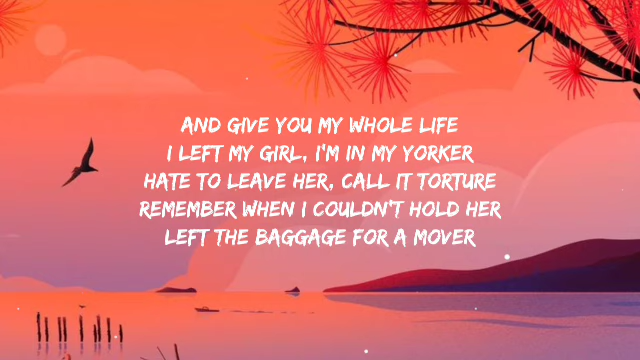 AND GIVE YOU MY WHOLE LIFE
I LEFT MY GIRL, I'M IN MY YORKER
HATE TO LEAVE HER, CALL IT TORTURE
REMEMBER WHEN I COULDN'T HOLD HER
LEFT THE BAGGAGE FOR A MOVER